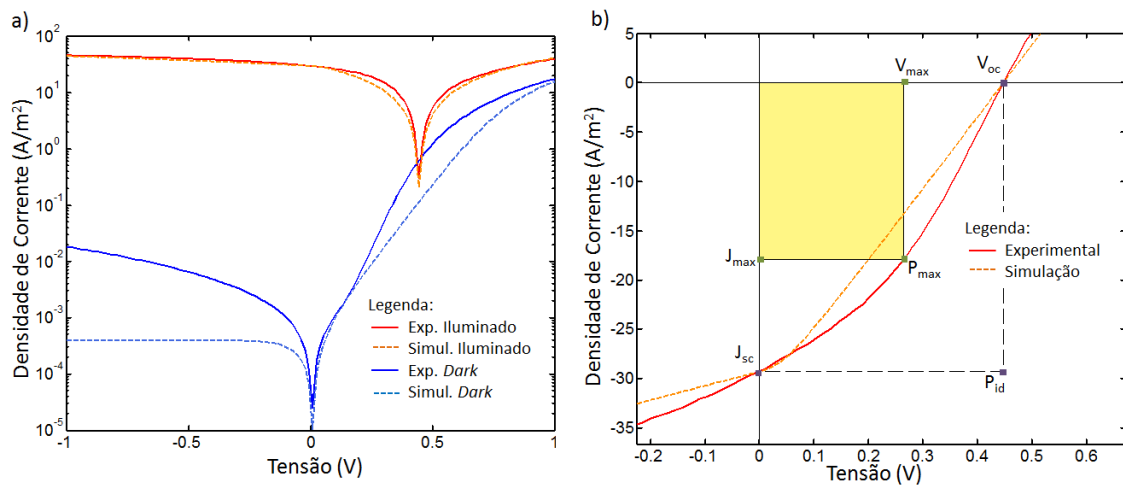 a)
Densidade de Corrente (A/m²)
10²
10¹
10⁰
10⁻¹
10⁻²
10⁻³
10⁻⁴
10⁻⁵
-1
-0.5
0
0.5
1
Tensão (V)
Legenda:
Exp. Iluminado
Simul. Iluminado
Exp. Dark
Simul. Dark
b)
Densidade de Corrente (A/m²)
5
0
-5
-10
-15
-20
-25
-30
-35
-0.2
-0.1
0
0.1
0.2
0.3
0.4
0.5
0.6
Tensão (V)
V_max
V_oc
J_max
P_max
J_sc
P_id
Legenda:
Experimental
Simulação